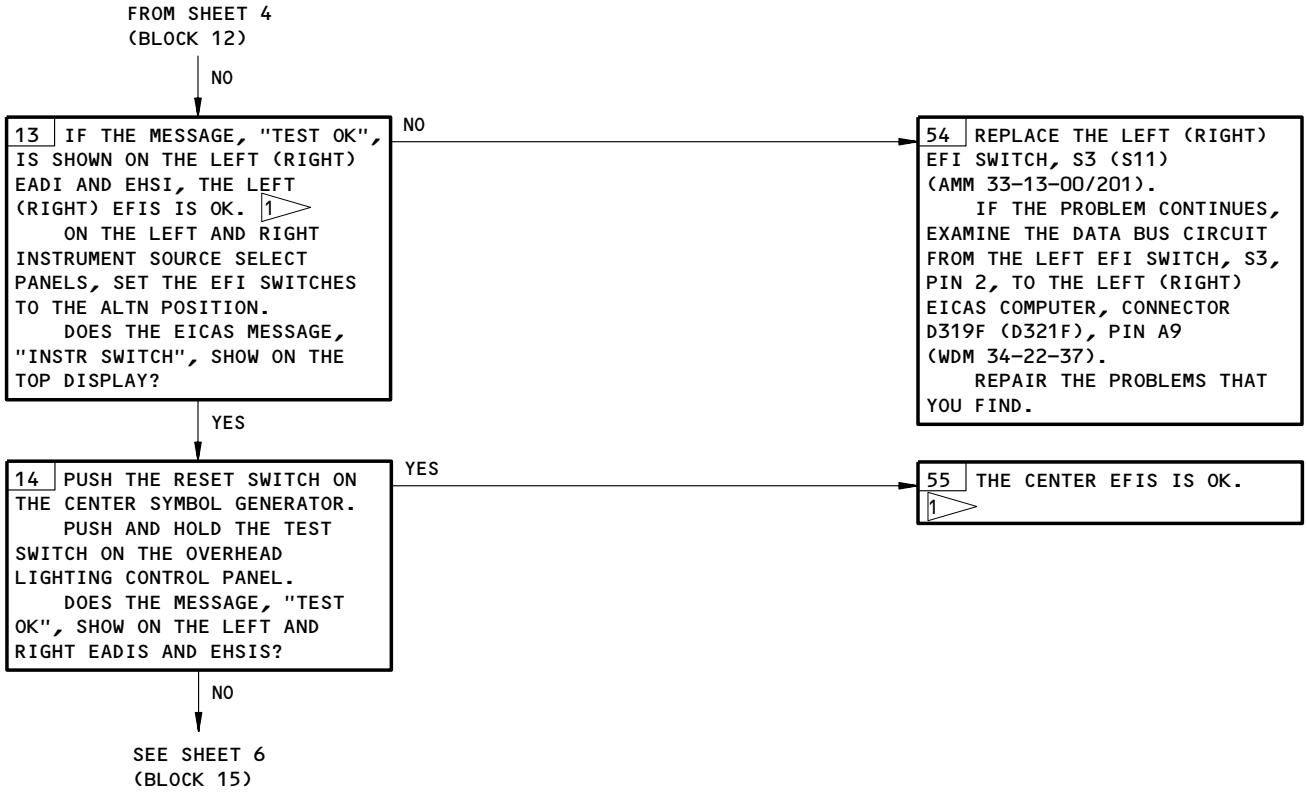 FROM SHEET 4
(BLOCK 12)
NO
13 IF THE MESSAGE, "TEST OK",
IS SHOWN ON THE LEFT (RIGHT)
EADI AND EHSI, THE LEFT
(RIGHT) EFIS IS OK. 1
ON THE LEFT AND RIGHT
INSTRUMENT SOURCE SELECT
PANELS, SET THE EFI SWITCHES
TO THE ALTN POSITION.
DOES THE EICAS MESSAGE,
"INSTR SWITCH", SHOW ON THE
TOP DISPLAY?
NO
54 REPLACE THE LEFT (RIGHT)
EFI SWITCH, S3 (S11)
(AMM 33-13-00/201).
IF THE PROBLEM CONTINUES,
EXAMINE THE DATA BUS CIRCUIT
FROM THE LEFT EFI SWITCH, S3,
PIN 2, TO THE LEFT (RIGHT)
EICAS COMPUTER, CONNECTOR
D319F (D321F), PIN A9
(WDM 34-22-37).
REPAIR THE PROBLEMS THAT
YOU FIND.
YES
14 PUSH THE RESET SWITCH ON
THE CENTER SYMBOL GENERATOR.
PUSH AND HOLD THE TEST
SWITCH ON THE OVERHEAD
LIGHTING CONTROL PANEL.
DOES THE MESSAGE, "TEST
OK", SHOW ON THE LEFT AND
RIGHT EADIS AND EHSIS?
YES
55 THE CENTER EFIS IS OK.
1
NO
SEE SHEET 6
(BLOCK 15)